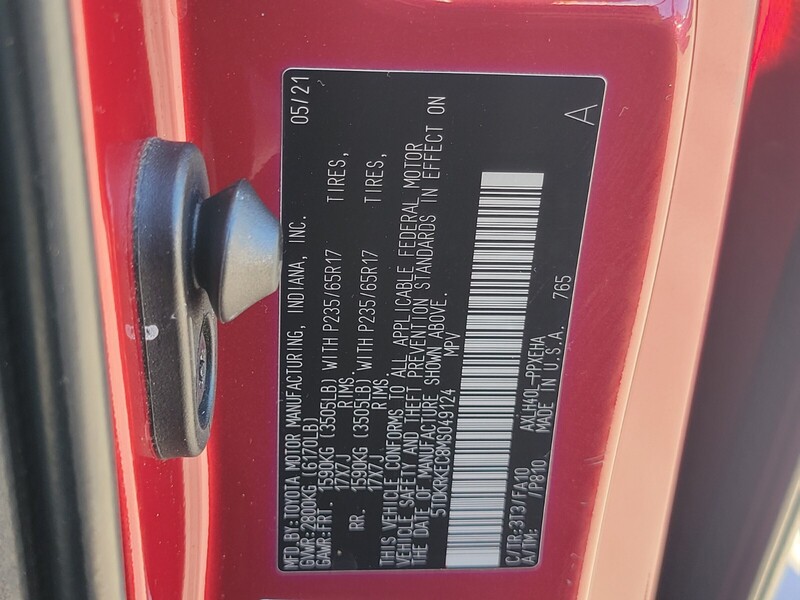 MFD.BY:TOYOTA MOTOR MANUFACTURING, INDIANA, INC. 05/21
GVWR:2800KG (6170LB)
GAWR:FRT. 1590KG (3505LB) WITH P235/65R17 TIRES,
17X7J RIMS.
RR. 1590KG (3505LB) WITH P235/65R17 TIRES,
17X7J RIMS.
THIS VEHICLE CONFORMS TO ALL APPLICABLE FEDERAL MOTOR
VEHICLE SAFETY AND THEFT PREVENTION STANDARDS IN EFFECT ON
THE DATE OF MANUFACTURE SHOWN ABOVE.
5TDKRKEC8MS049124 MPV
C/TR:3T3/FA10 AXLH40L-PPXEHA
A/TM: /P810 MADE IN U.S.A. 765
A